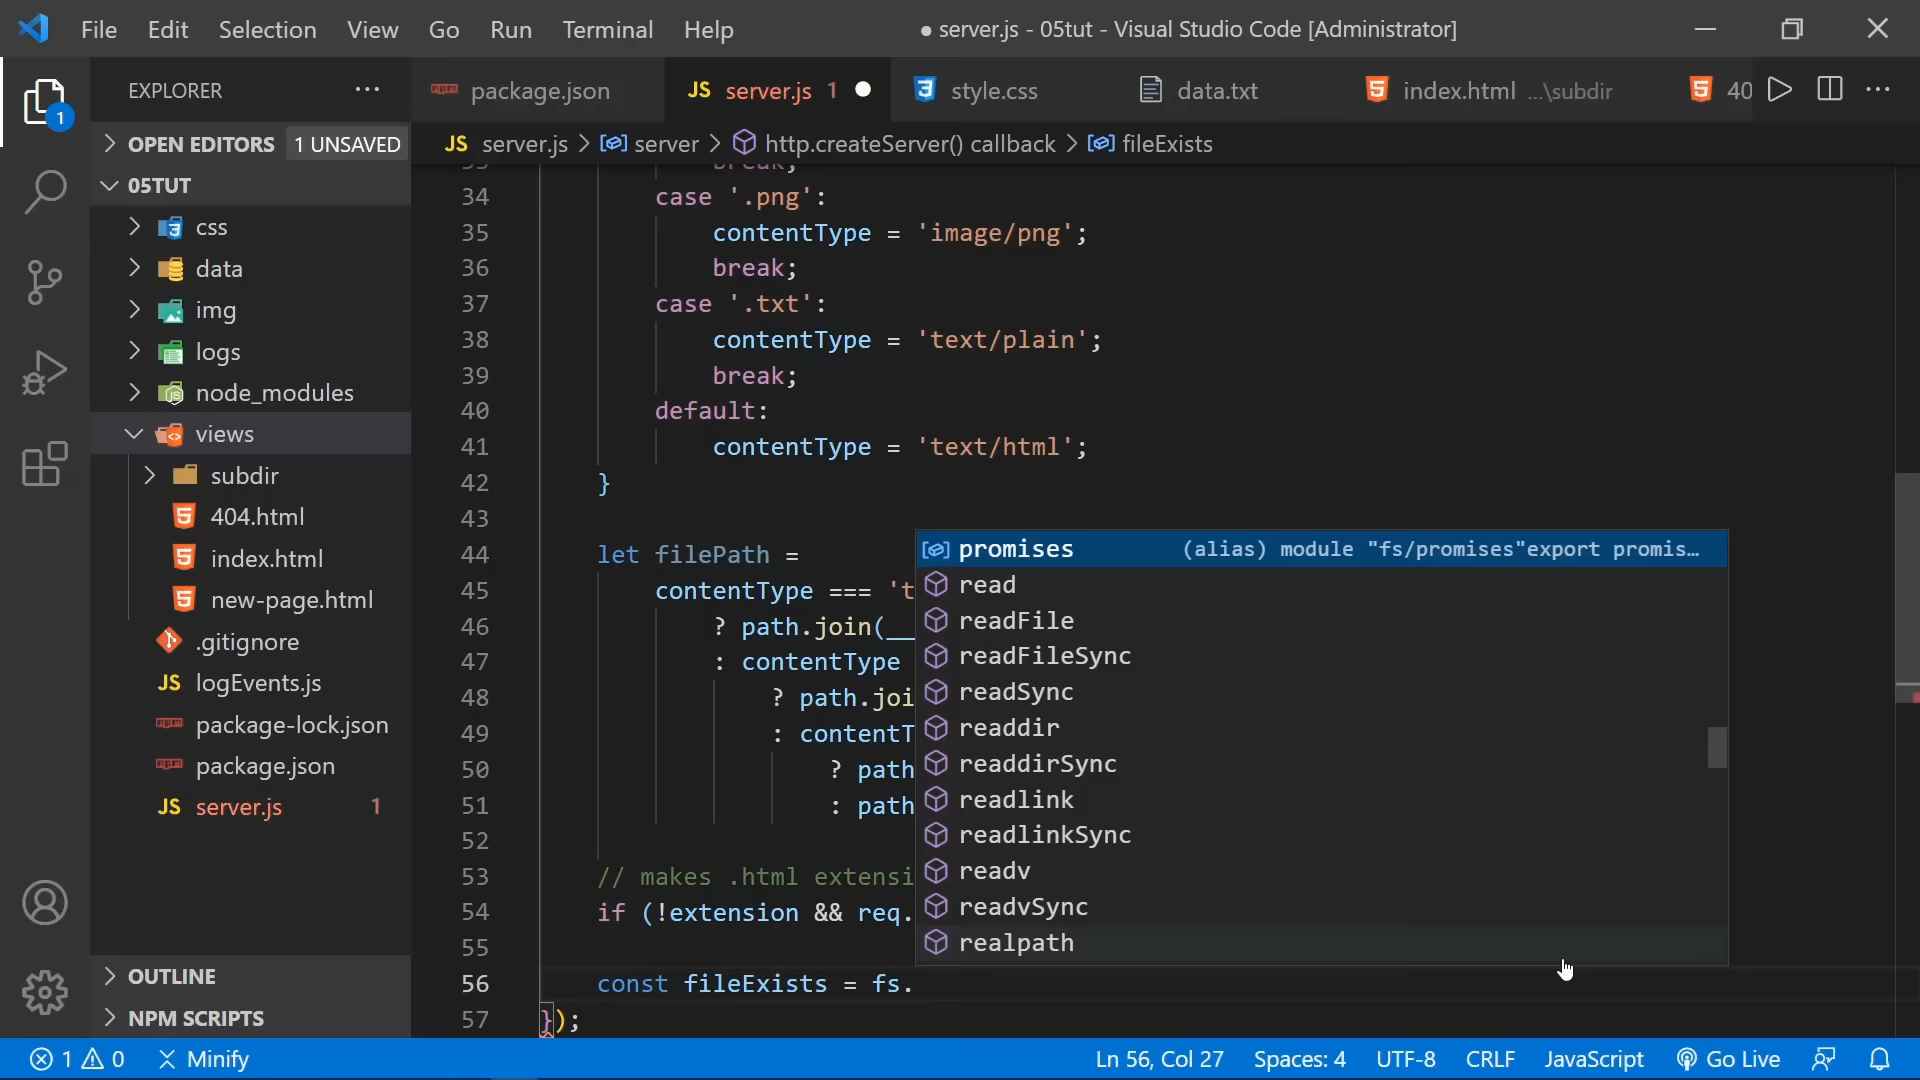 File Edit Selection View Go Run Terminal Help
● server.js - 05tut - Visual Studio Code [Administrator]
1
EXPLORER
package.json
JS server.js 1
style.css
data.txt
index.html ...\subdir
40
OPEN EDITORS 1 UNSAVED
JS server.js > server > http.createServer() callback > fileExists
05TUT
css
data
img
logs
node_modules
views
subdir
404.html
index.html
new-page.html
.gitignore
JS logEvents.js
package-lock.json
package.json
JS server.js 1
OUTLINE
NPM SCRIPTS
34 case '.png':
35 contentType = 'image/png';
36 break;
37 case '.txt':
38 contentType = 'text/plain';
39 break;
40 default:
41 contentType = 'text/html';
42 }
43
44 let filePath =
45 contentType === 't
46 ? path.join(__
47 : contentType
48 ? path.joi
49 : contentT
50 ? path
51 : path
52
53 // makes .html extensi
54 if (!extension && req.
55
56 const fileExists = fs.
57 });
promises (alias) module "fs/promises"export promis...
read
readFile
readFileSync
readSync
readdir
readdirSync
readlink
readlinkSync
readv
readvSync
realpath
1 0 Minify
Ln 56, Col 27 Spaces: 4 UTF-8 CRLF JavaScript Go Live